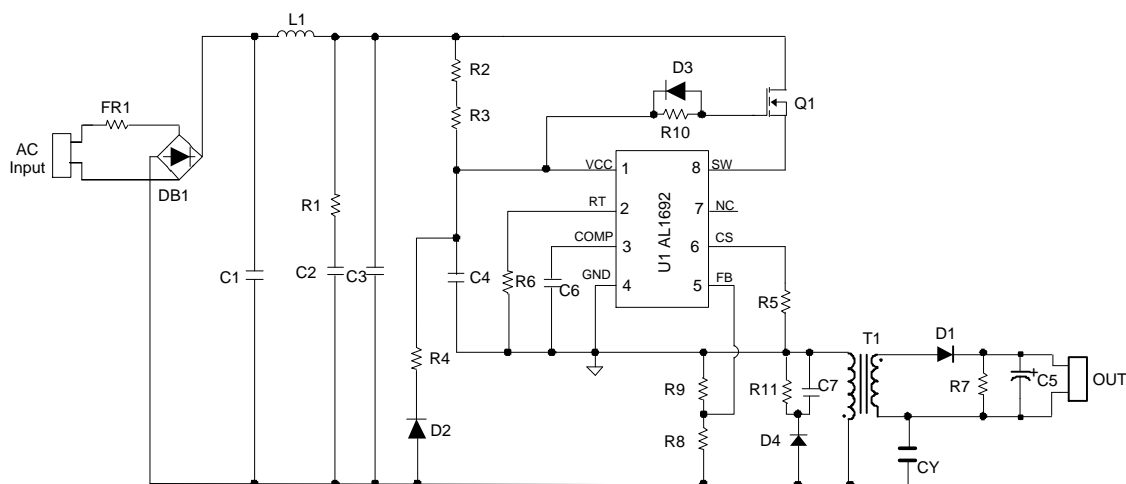 L1
R2
D3
FR1
Q1
R3
R10
AC
Input
VCC
1
8
SW
DB1
RT
2
7
NC
R1
COMP
3
6
CS
U1 AL1692
GND
4
5
FB
C1
C2
C3
C4
R6
C6
R5
T1
D1
R4
R9
R11
C7
R7
+
C5
OUT
D2
R8
D4
CY